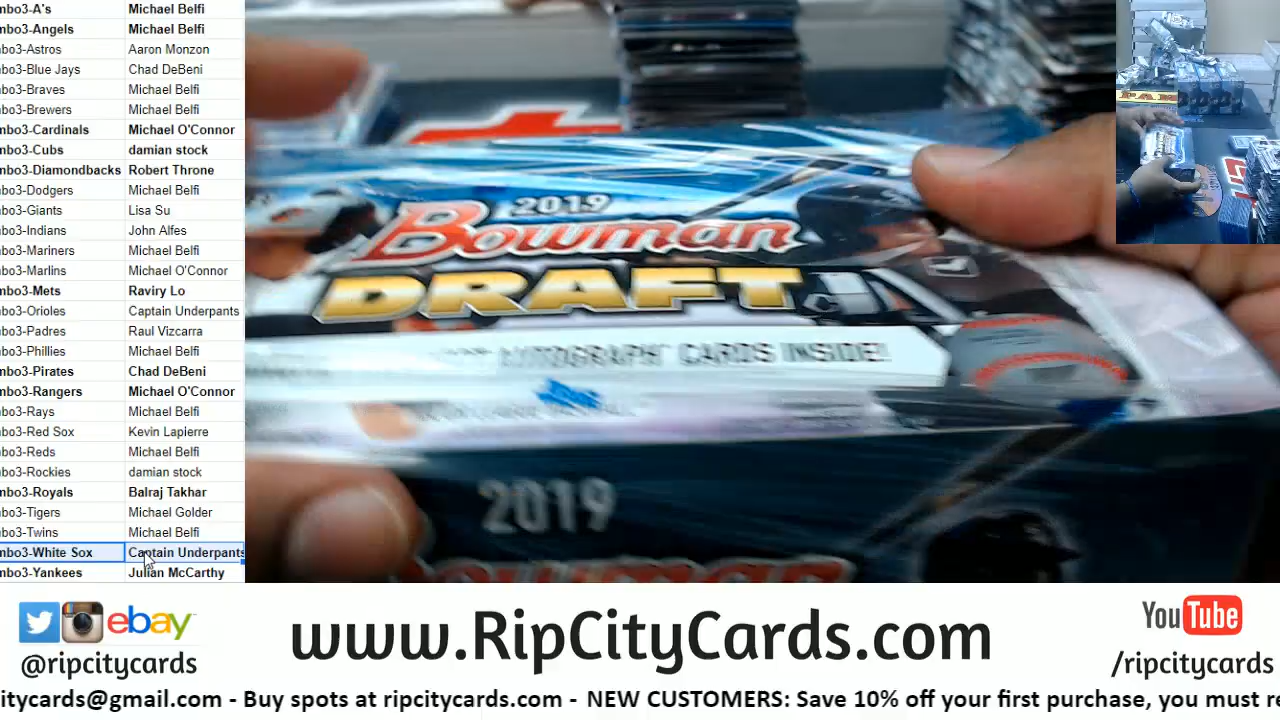 mbo3-A's Michael Belfi
mbo3-Angels Michael Belfi
mbo3-Astros Aaron Monzon
mbo3-Blue Jays Chad DeBeni
mbo3-Braves Michael Belfi
mbo3-Brewers Michael Belfi
mbo3-Cardinals Michael O'Connor
mbo3-Cubs damian stock
mbo3-Diamondbacks Robert Throne
mbo3-Dodgers Michael Belfi
mbo3-Giants Lisa Su
mbo3-Indians John Alfes
mbo3-Mariners Michael Belfi
mbo3-Marlins Michael O'Connor
mbo3-Mets Raviry Lo
mbo3-Orioles Captain Underpants
mbo3-Padres Raul Vizcarra
mbo3-Phillies Michael Belfi
mbo3-Pirates Chad DeBeni
mbo3-Rangers Michael O'Connor
mbo3-Rays Michael Belfi
mbo3-Red Sox Kevin Lapierre
mbo3-Reds Michael Belfi
mbo3-Rockies damian stock
mbo3-Royals Balraj Takhar
mbo3-Tigers Michael Golder
mbo3-Twins Michael Belfi
mbo3-White Sox Captain Underpants
mbo3-Yankees Julian McCarthy
2019
Bowman
DRAFT
AUTOGRAPH CARDS INSIDE!
2019
Bowman
ebay
@ripcitycards
www.RipCityCards.com
YouTube
/ripcitycards
citycards@gmail.com - Buy spots at ripcitycards.com - NEW CUSTOMERS: Save 10% off your first purchase, you must re